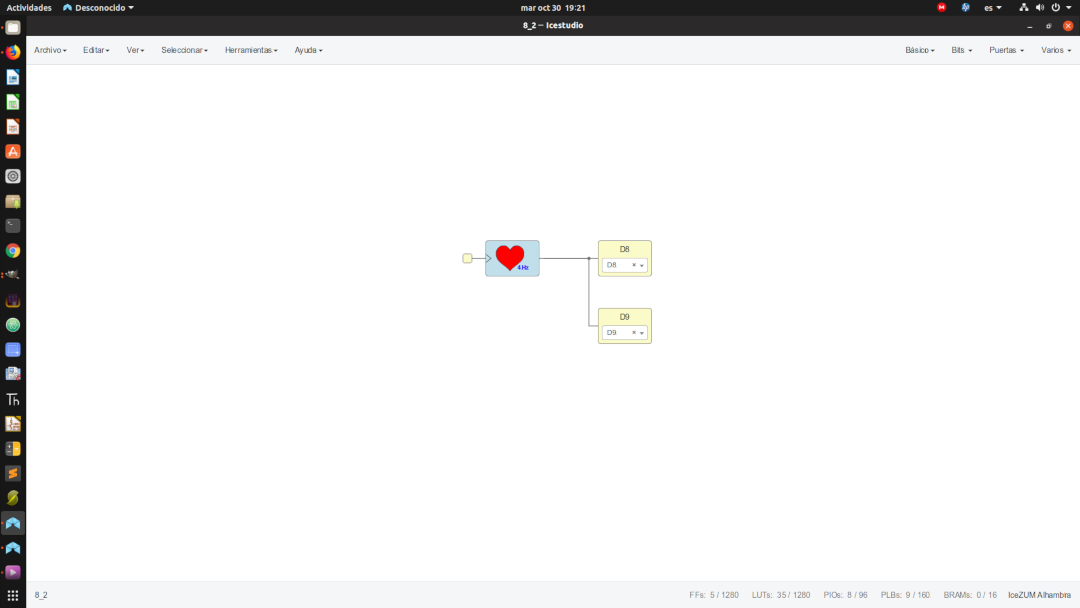 Actividades Desconocido mar oct 30 19:21 es
8_2 — Icestudio
Archivo Editar Ver Seleccionar Herramientas Ayuda Básico Bits Puertas Varios
D8
4Hz D8
D9
D9
8_2 FFs: 5 / 1280 LUTs: 35 / 1280 PIOs: 8 / 96 PLBs: 9 / 160 BRAMs: 0 / 16 IceZUM Alhambra